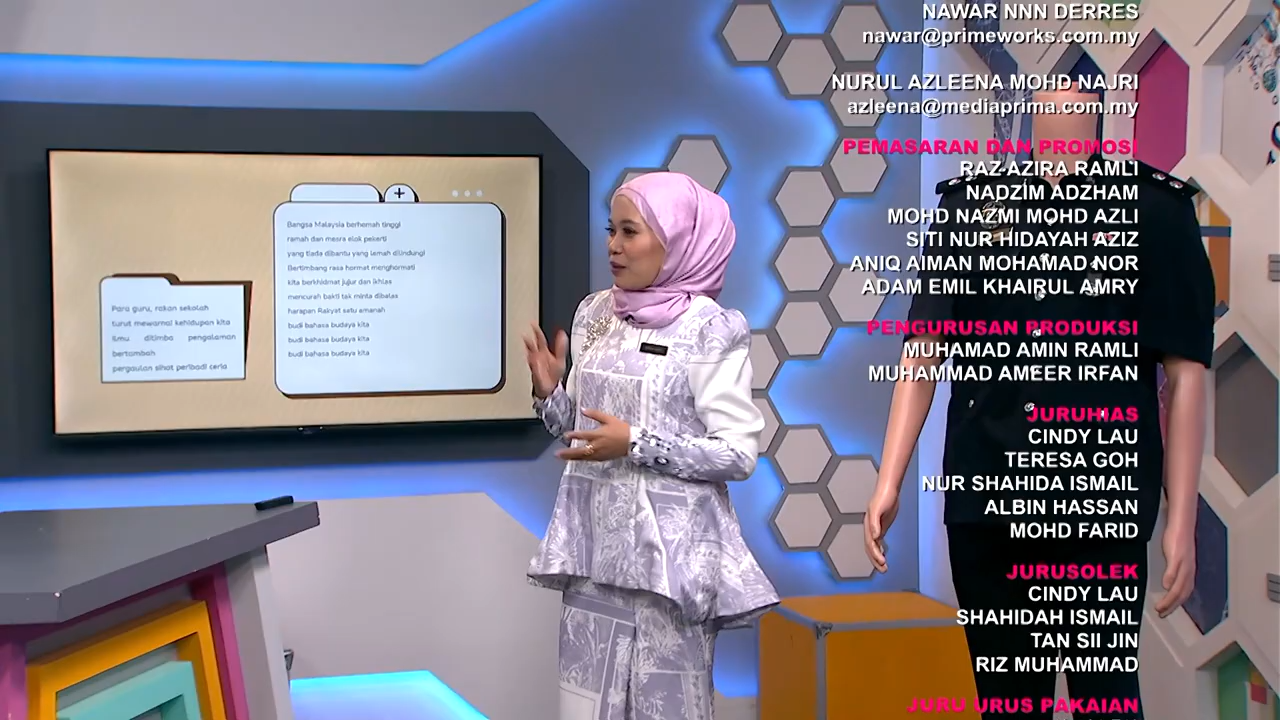 Para guru, rakan sekolah
turut mewarnai kehidupan kita
ilmu ditimba pengalaman
bertambah
pergaulan sihat peribadi ceria
+
Bangsa Malaysia berhemah tinggi
ramah dan mesra elok pekerti
yang tiada dibantu yang lemah dilindungi
Bertimbang rasa hormat menghormati
kita berkhidmat jujur dan ikhlas
mencurah bakti tak minta dibalas
harapan Rakyat satu amanah
budi bahasa budaya kita
budi bahasa budaya kita
budi bahasa budaya kita
NAWAR NNN DERRES
nawar@primeworks.com.my
NURUL AZLEENA MOHD NAJRI
azleena@mediaprima.com.my
PEMASARAN DAN PROMOSI
RAZ-AZIRA RAMLI
NADZIM ADZHAM
MOHD NAZMI MOHD AZLI
SITI NUR HIDAYAH AZIZ
ANIQ AIMAN MOHAMAD NOR
ADAM EMIL KHAIRUL AMRY
PENGURUSAN PRODUKSI
MUHAMAD AMIN RAMLI
MUHAMMAD AMEER IRFAN
JURUHIAS
CINDY LAU
TERESA GOH
NUR SHAHIDA ISMAIL
ALBIN HASSAN
MOHD FARID
JURUSOLEK
CINDY LAU
SHAHIDAH ISMAIL
TAN SII JIN
RIZ MUHAMMAD
JURU URUS PAKAIAN